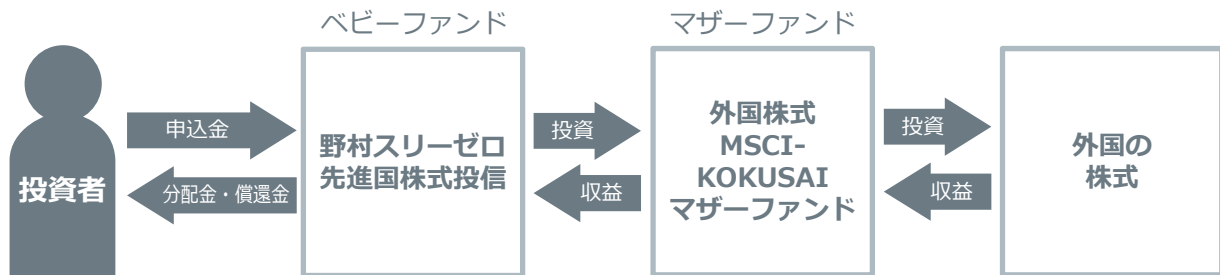 ベビーファンド
マザーファンド
投資者
申込金
分配金・償還金
野村スリーゼロ
先進国株式投信
投資
収益
外国株式
MSCI-
KOKUSAI
マザーファンド
投資
収益
外国の
株式